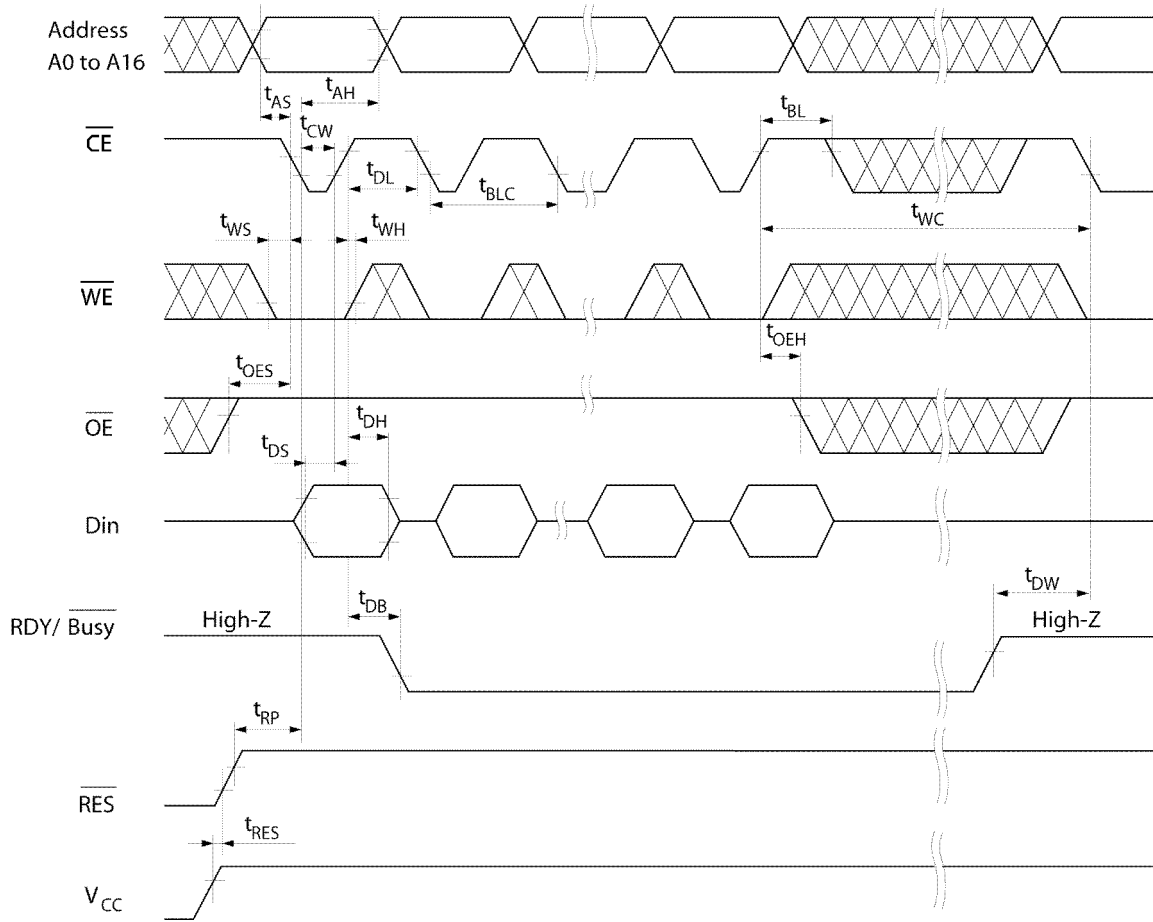 Address
A0 to A16
tAS
tAH
CE
tCW
tBL
tDL
tBLC
tWC
tWS
tWH
WE
tOEH
tOES
OE
tDH
tDS
Din
tDW
tDB
RDY/ Busy
High-Z
High-Z
tRP
RES
tRES
VCC